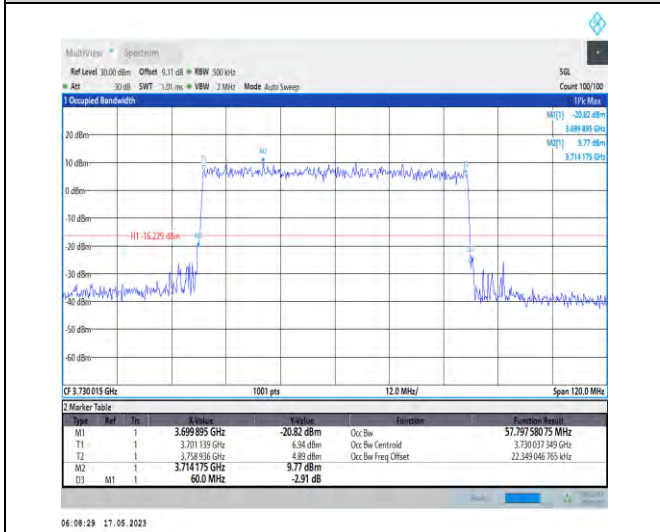 MultiView Spectrum
Ref Level 30.00 dBm Offset 9.11 dB RBW 500 kHz SGL
Att 30 dB SWT 1.01 ms VBW 2 MHz Mode Auto Sweep Count 100/100
1 Occupied Bandwidth 1Pk Max
M1[1] -20.82 dBm
3.699 895 GHz
M2[1] 9.77 dBm
3.714 175 GHz
20 dBm
M2
T1
10 dBm
0 dBm
-10 dBm
H1 -16.229 dBm
-20 dBm
-30 dBm
-40 dBm
-50 dBm
-60 dBm
CF 3.730 015 GHz 1001 pts 12.0 MHz/ Span 120.0 MHz
2 Marker Table
Type Ref Trc X-Value Y-Value Function Function Result
M1 1 3.699 895 GHz -20.82 dBm Occ Bw 57.797 580 75 MHz
T1 1 3.701 139 GHz 6.94 dBm Occ Bw Centroid 3.730 037 349 GHz
T2 1 3.758 936 GHz 4.89 dBm Occ Bw Freq Offset 22.349 046 765 kHz
M2 1 3.714 175 GHz 9.77 dBm
D3 M1 1 60.0 MHz -2.91 dB
06:08:29 17.05.2023